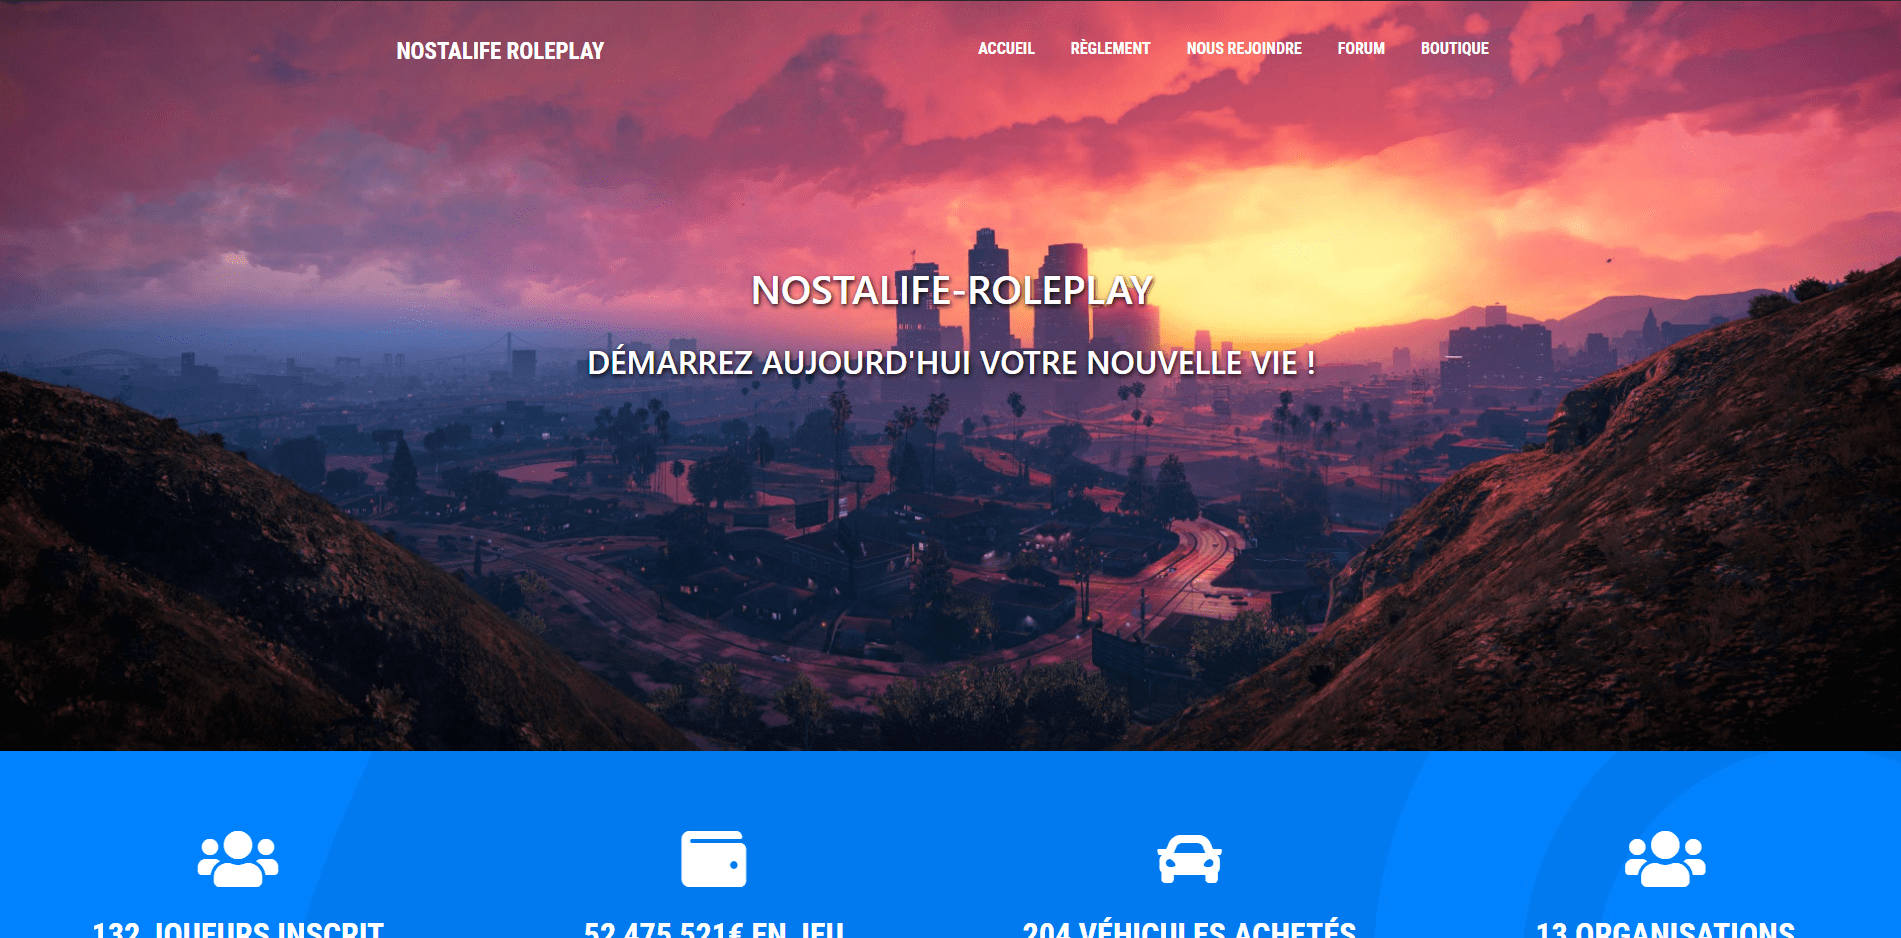 NOSTALIFE ROLEPLAY
ACCUEIL RÈGLEMENT NOUS REJOINDRE FORUM BOUTIQUE
NOSTALIFE-ROLEPLAY
DÉMARREZ AUJOURD'HUI VOTRE NOUVELLE VIE !
132 JOUEURS INSCRIT 52 475 521€ EN JEU 204 VÉHICULES ACHETÉS 13 ORGANISATIONS